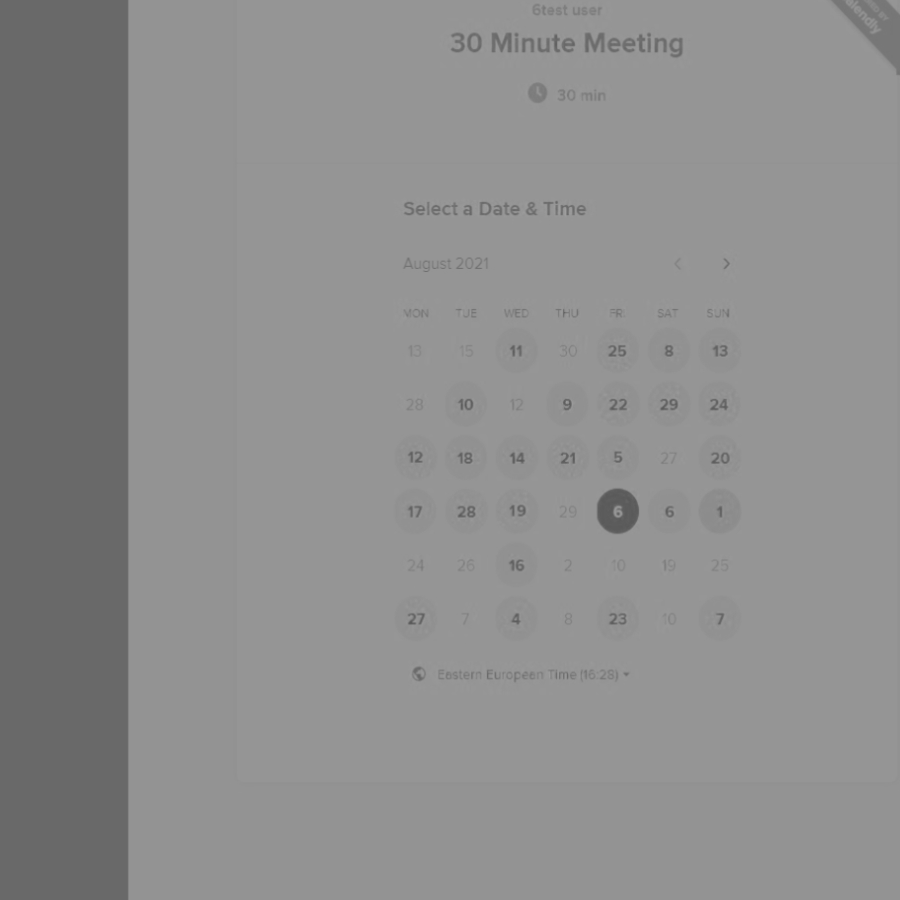 6test user
30 Minute Meeting
30 min
Select a Date & Time
August 2021
MON TUE WED THU FRI SAT SUN
13 15 11 30 25 8 13
28 10 12 9 22 29 24
12 18 14 21 5 27 20
17 28 19 29 6 6 1
24 26 16 2 10 19 25
27 7 4 8 23 10 7
Eastern European Time (16:28)